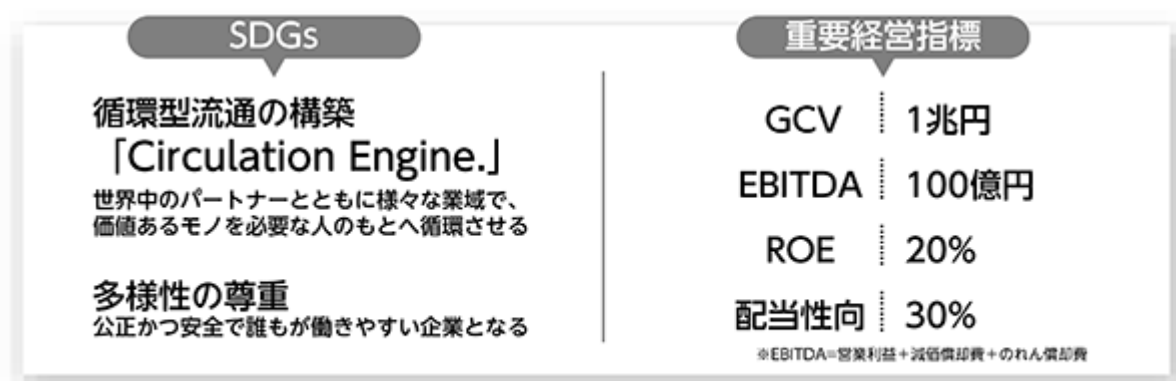 SDGs
循環型流通の構築
「Circulation Engine.」
世界中のパートナーとともに様々な業域で、
価値あるモノを必要な人のもとへ循環させる
多様性の尊重
公正かつ安全で誰もが働きやすい企業となる
重要経営指標
GCV 1兆円
EBITDA 100億円
ROE 20%
配当性向 30%
※EBITDA=営業利益+減価償却費+のれん償却費